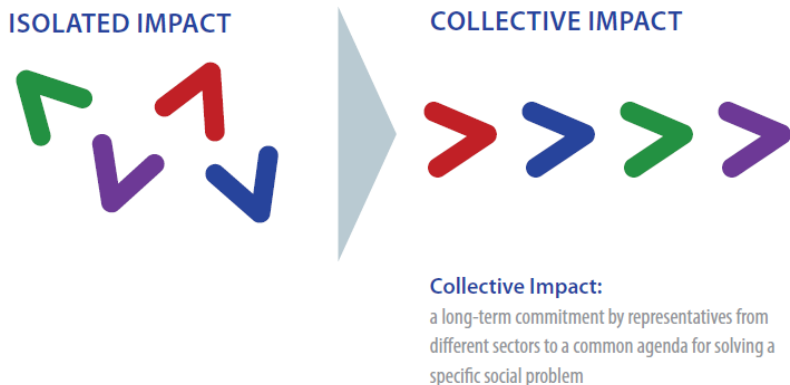 ISOLATED IMPACT
COLLECTIVE IMPACT
Collective Impact:
a long-term commitment by representatives from
different sectors to a common agenda for solving a
specific social problem